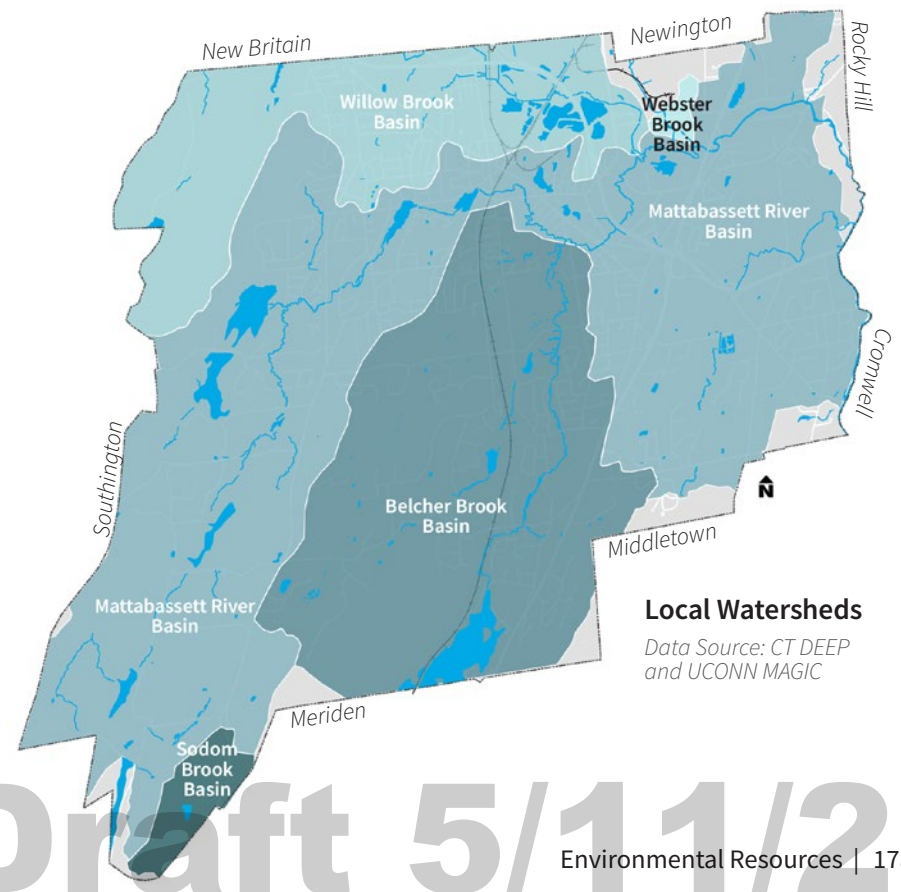 New Britain
Newington
Rocky Hill
Willow Brook
Basin
Webster
Brook
Basin
Mattabassett River
Basin
Cromwell
Southington
Belcher Brook
Basin
N
Middletown
Mattabassett River
Basin
Local Watersheds
Data Source: CT DEEP
and UCONN MAGIC
Meriden
Sodom
Brook
Basin
Draft 5/11/2
Environmental Resources | 17